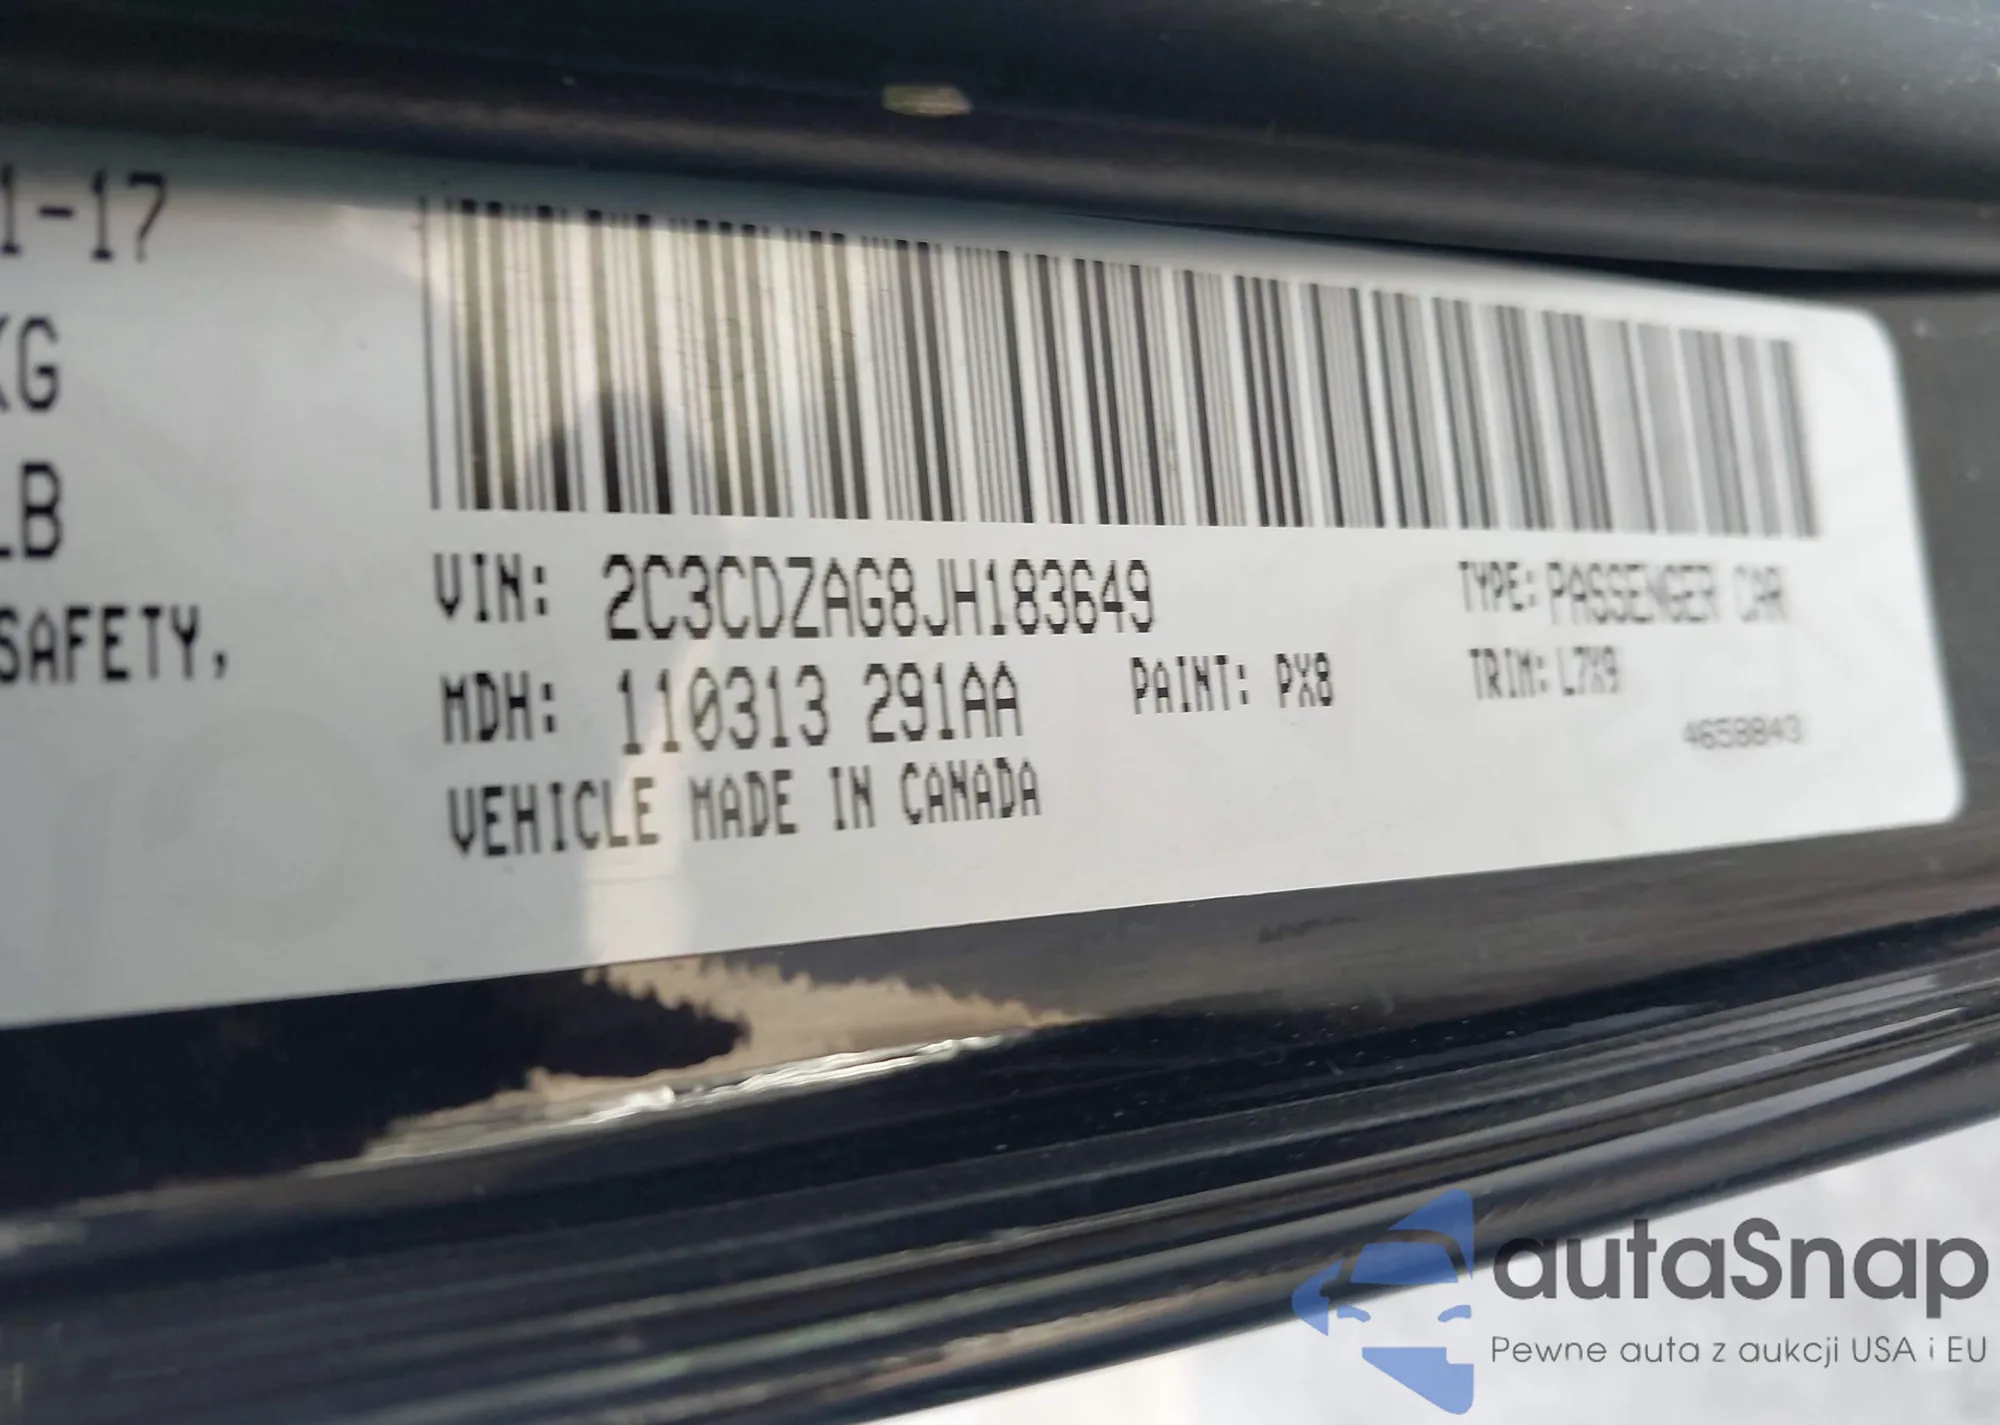 1-17
KG
LB
SAFETY,
VIN: 2C3CDZAG8JH183649
TYPE: PASSENGER CAR
MDH: 110313 291AA
PAINT: PX8
TRIM: L7X9
4658843
VEHICLE MADE IN CANADA
autaSnap
Pewne auta z aukcji USA i EU